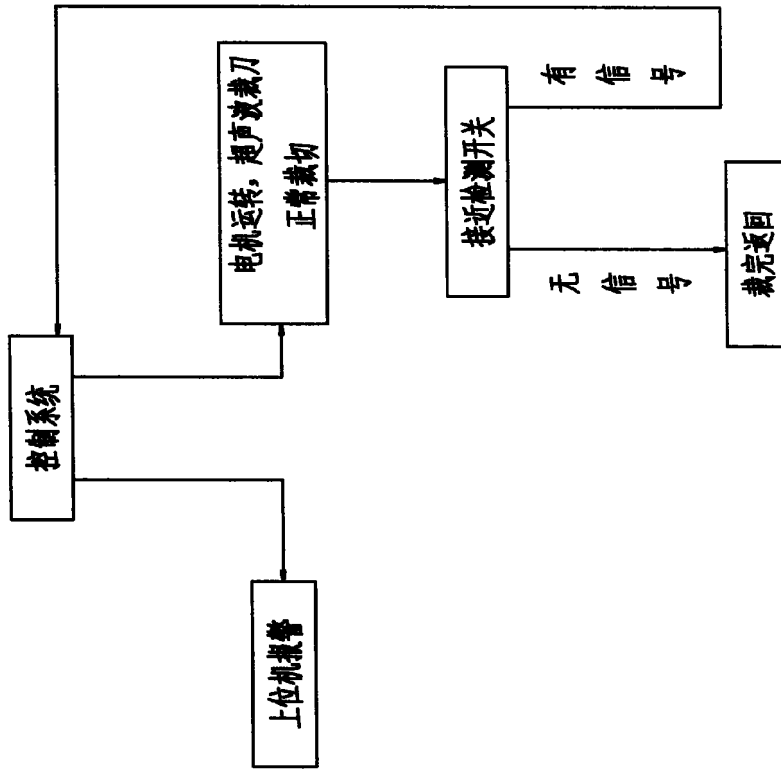 控制系统
上位机报警
电机运转，超声波裁刀
正常裁切
接近检测开关
无信号
有信号
裁完返回